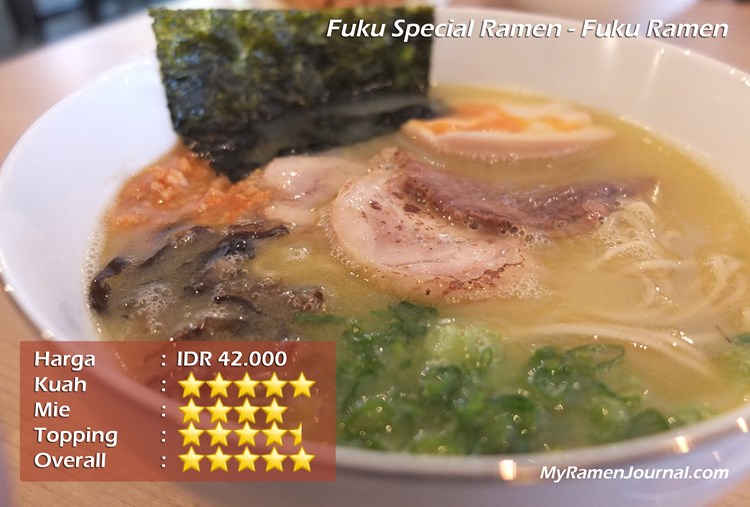 Fuku Special Ramen - Fuku Ramen
Harga : IDR 42.000
Kuah :
Mie :
Topping :
Overall :
MyRamenJournal.com